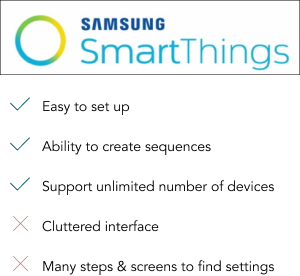 SAMSUNG
SmartThings
Easy to set up
Ability to create sequences
Support unlimited number of devices
Cluttered interface
Many steps & screens to find settings